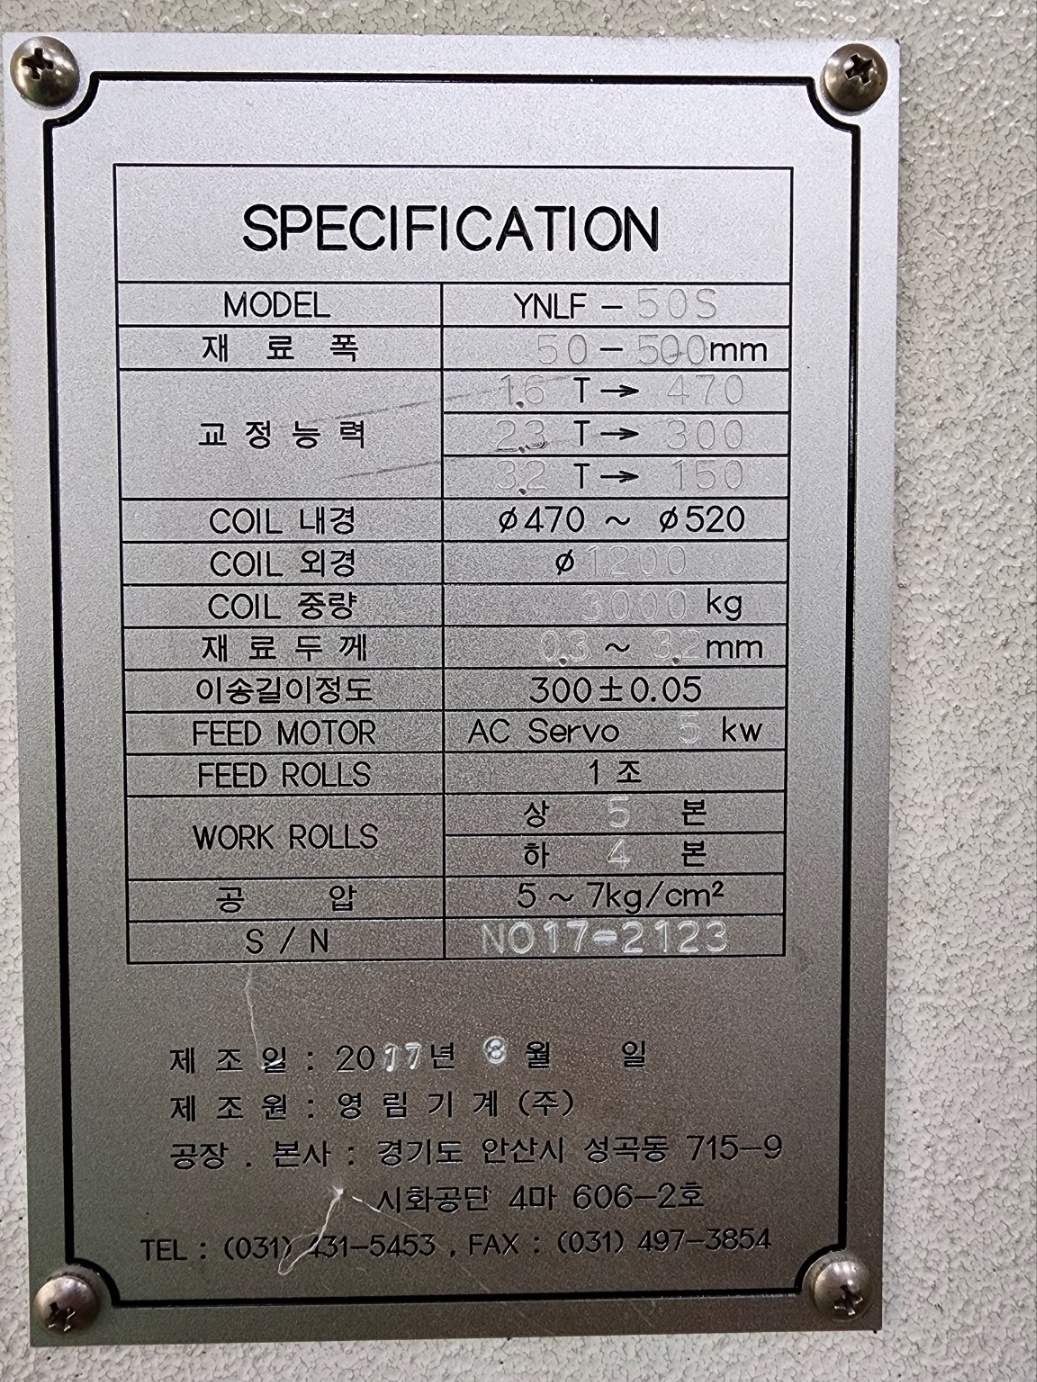 SPECIFICATION
MODEL YNLF - 50S
재 료 폭 50 - 500mm
교 정 능 력 1.6 T→ 470
2.3 T→ 300
3.2 T→ 150
COIL 내경 ø470 ~ ø520
COIL 외경 ø1200
COIL 중량 3000 kg
재 료 두 께 0.3 ~ 3.2mm
이송길이정도 300±0.05
FEED MOTOR AC Servo 5 kw
FEED ROLLS 1 조
WORK ROLLS 상 5 본
하 4 본
공 압 5 ~ 7kg/cm²
S / N NO17-2123
제 조 일 : 2017년 월 일
제 조 원 : 영 림 기 계 (주)
공장 . 본사 : 경기도 안산시 성곡동 715-9
시화공단 4마 606-2호
TEL : (031) 431-5453 , FAX : (031) 497-3854